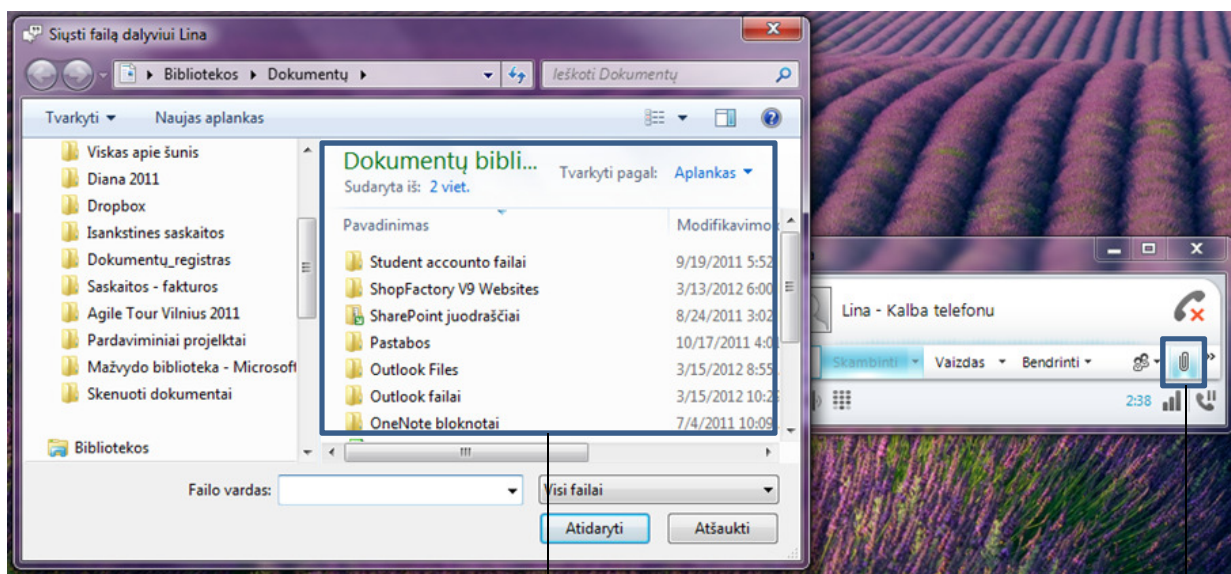 Siųsti failą dalyviui Lina
Bibliotekos Dokumentų Ieškoti Dokumentų
Tvarkyti Naujas aplankas
Viskas apie šunis
Diana 2011
Dropbox
Isankstines saskaitos
Dokumentų_registras
Saskaitos - fakturos
Agile Tour Vilnius 2011
Pardaviminiai projelktai
Mažvydo biblioteka - Microsoft
Skenuoti dokumentai
Bibliotekos
Dokumentų bibli...
Sudaryta iš: 2 viet.
Tvarkyti pagal: Aplankas
Pavadinimas Modifikavimo
Student accounto failai 9/19/2011 5:52
ShopFactory V9 Websites 3/13/2012 6:00
SharePoint juodraščiai 8/24/2011 3:02
Pastabos 10/17/2011 4:0
Outlook Files 3/15/2012 8:55
Outlook failai 3/15/2012 10:2
OneNote bloknotai 7/4/2011 10:09
Failo vardas: Visi failai
Atidaryti Atšaukti
Lina - Kalba telefonu
Skambinti Vaizdas Bendrinti
2:38